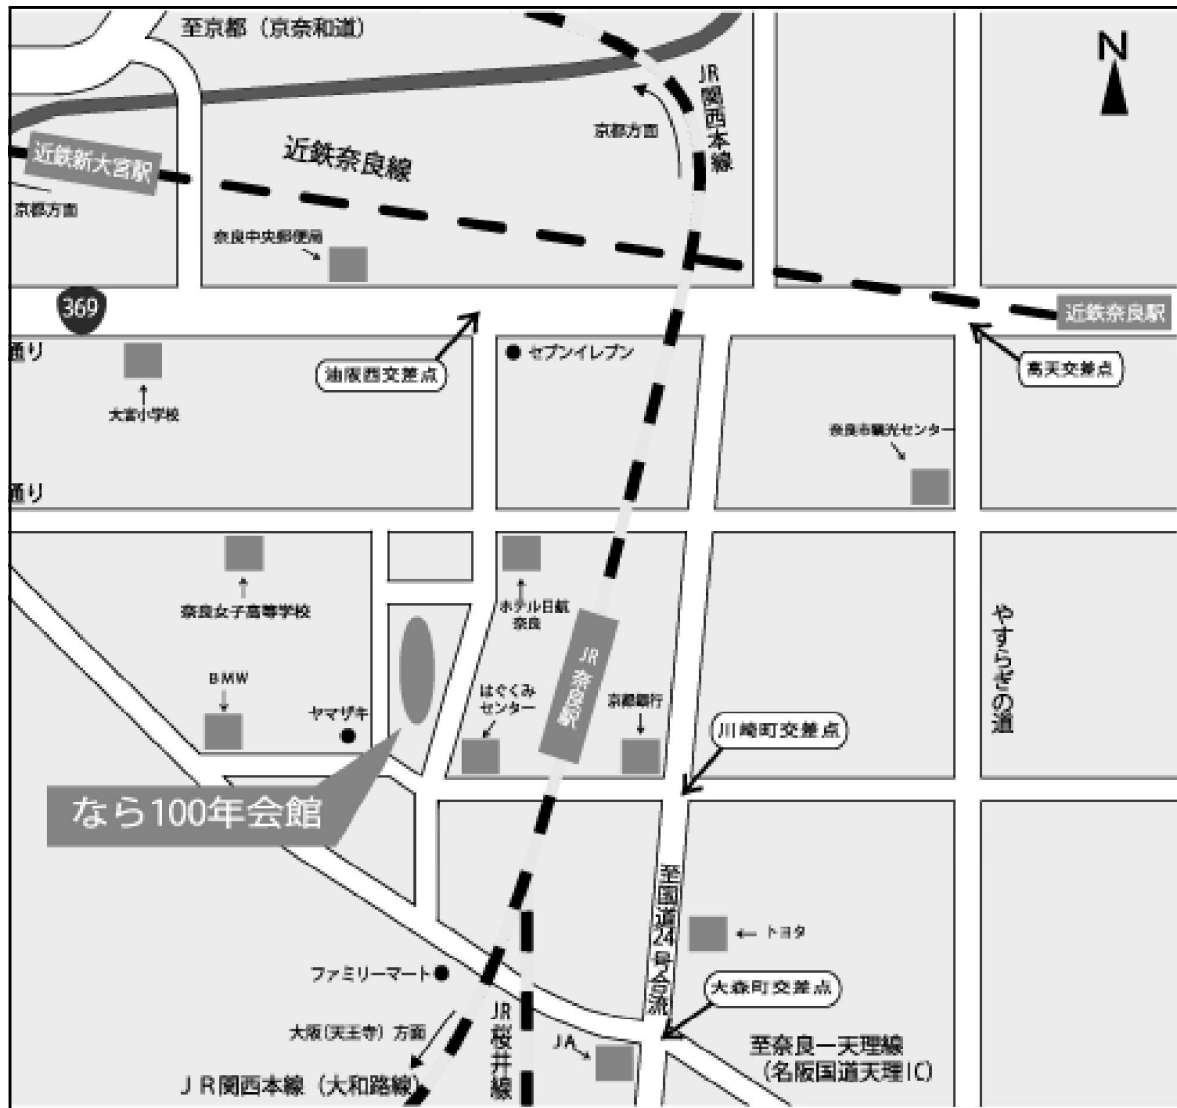 至京都（京奈和道）
N
JR関西本線
京都方面
近鉄新大宮駅
近鉄奈良線
京都方面
奈良中央郵便局
369
近鉄奈良駅
通り
セブンイレブン
油阪西交差点
高天交差点
大宮小学校
奈良市観光センター
通り
奈良女子高等学校
ホテル日航
奈良
やすらぎの道
JR奈良駅
BMW
はぐくみ
センター
京都銀行
ヤマザキ
川崎町交差点
なら100年会館
至国道24号合流
トヨタ
ファミリーマート
大森町交差点
JR桜井線
大阪(天王寺)方面
JA
至奈良ー天理線
（名阪国道天理IC）
JR関西本線（大和路線）